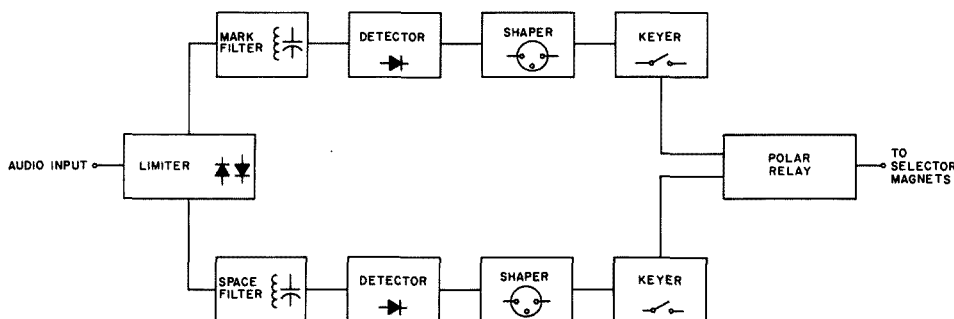 MARK
FILTER
DETECTOR
SHAPER
KEYER
AUDIO INPUT
LIMITER
POLAR
RELAY
TO
SELECTOR
MAGNETS
SPACE
FILTER
DETECTOR
SHAPER
KEYER